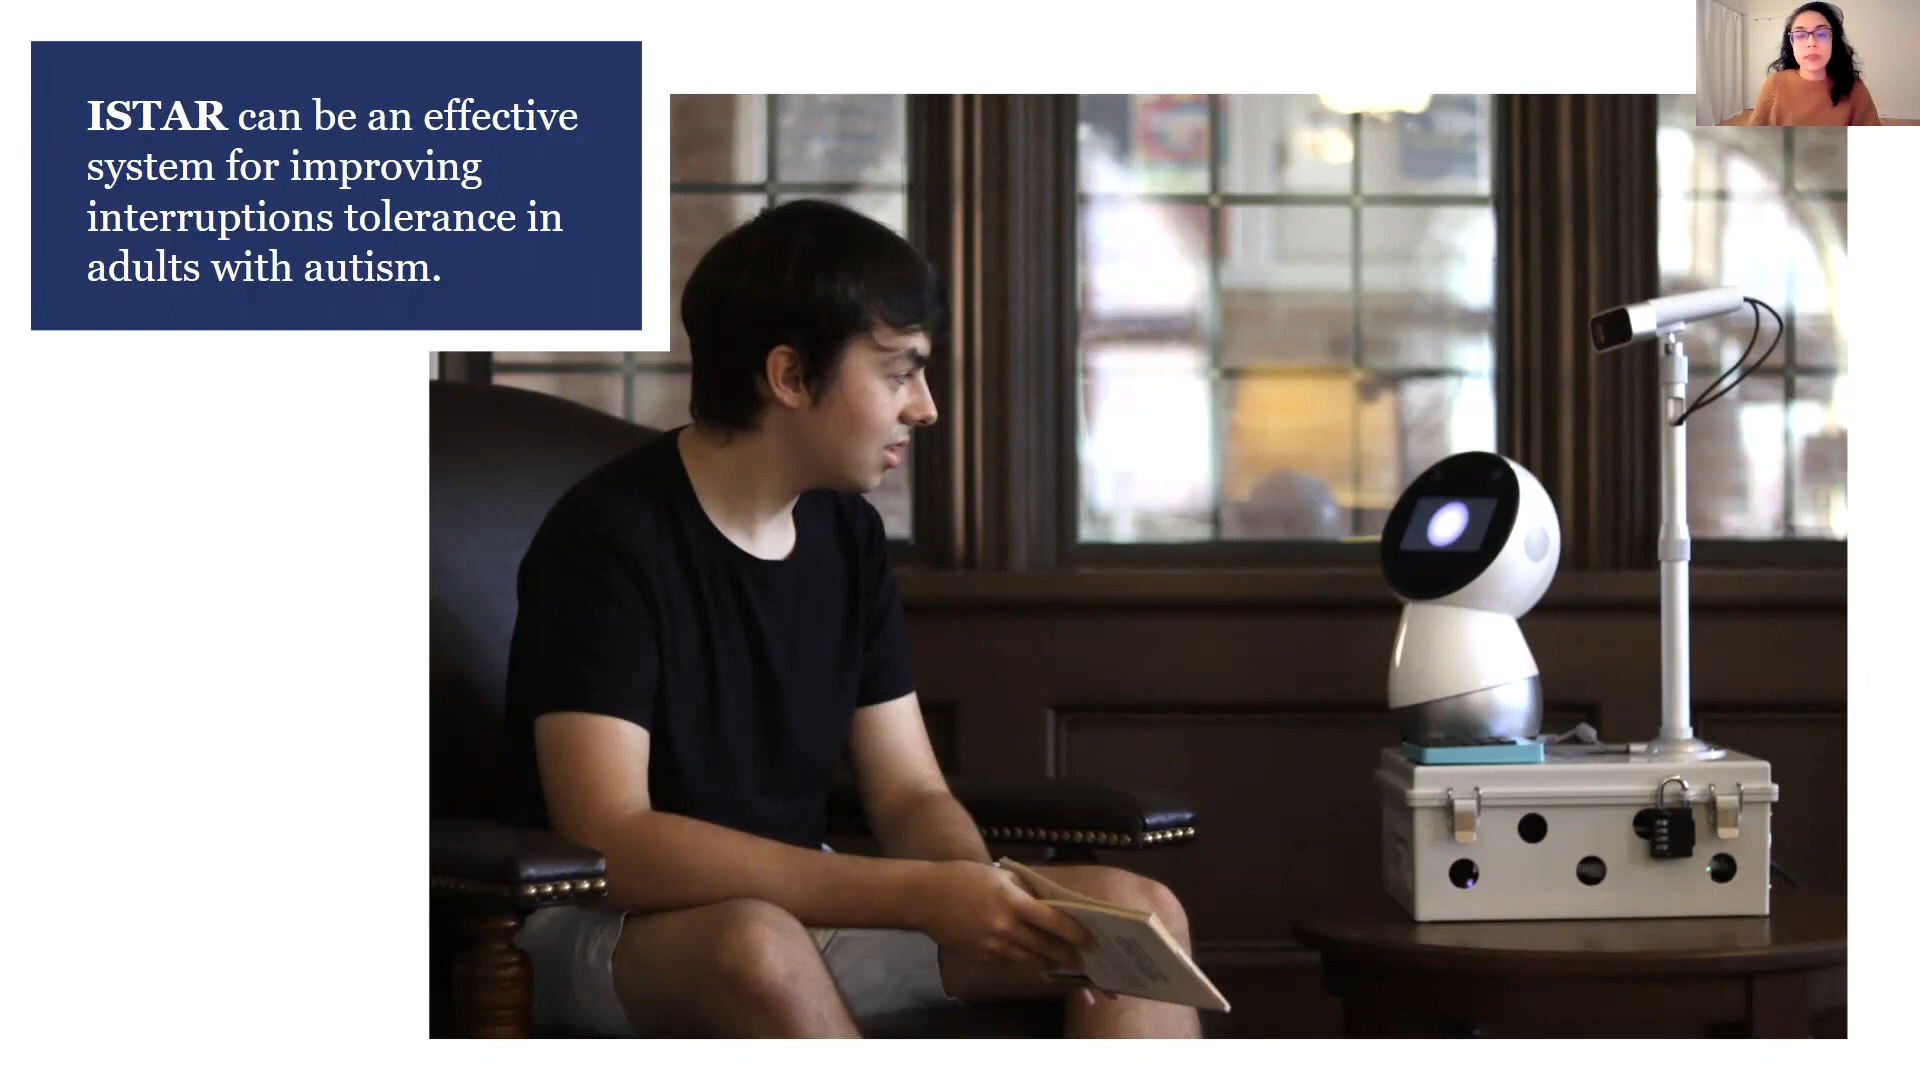 ISTAR can be an effective
system for improving
interruptions tolerance in
adults with autism.